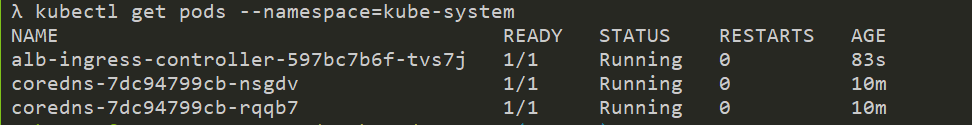 λ kubectl get pods --namespace=kube-system
NAME READY STATUS RESTARTS AGE
alb-ingress-controller-597bc7b6f-tvs7j 1/1 Running 0 83s
coredns-7dc94799cb-nsgdv 1/1 Running 0 10m
coredns-7dc94799cb-rqqb7 1/1 Running 0 10m